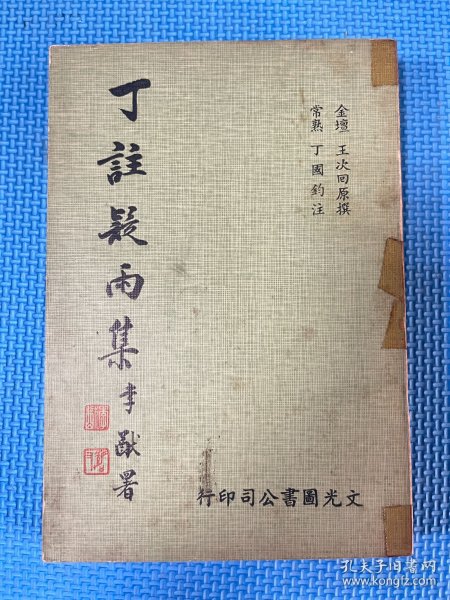 金壇 王次回原撰
常熟 丁國鈞注
丁註疑雨集
李猷署
文光圖書公司印行
孔夫子旧书网
www.kongfz.com